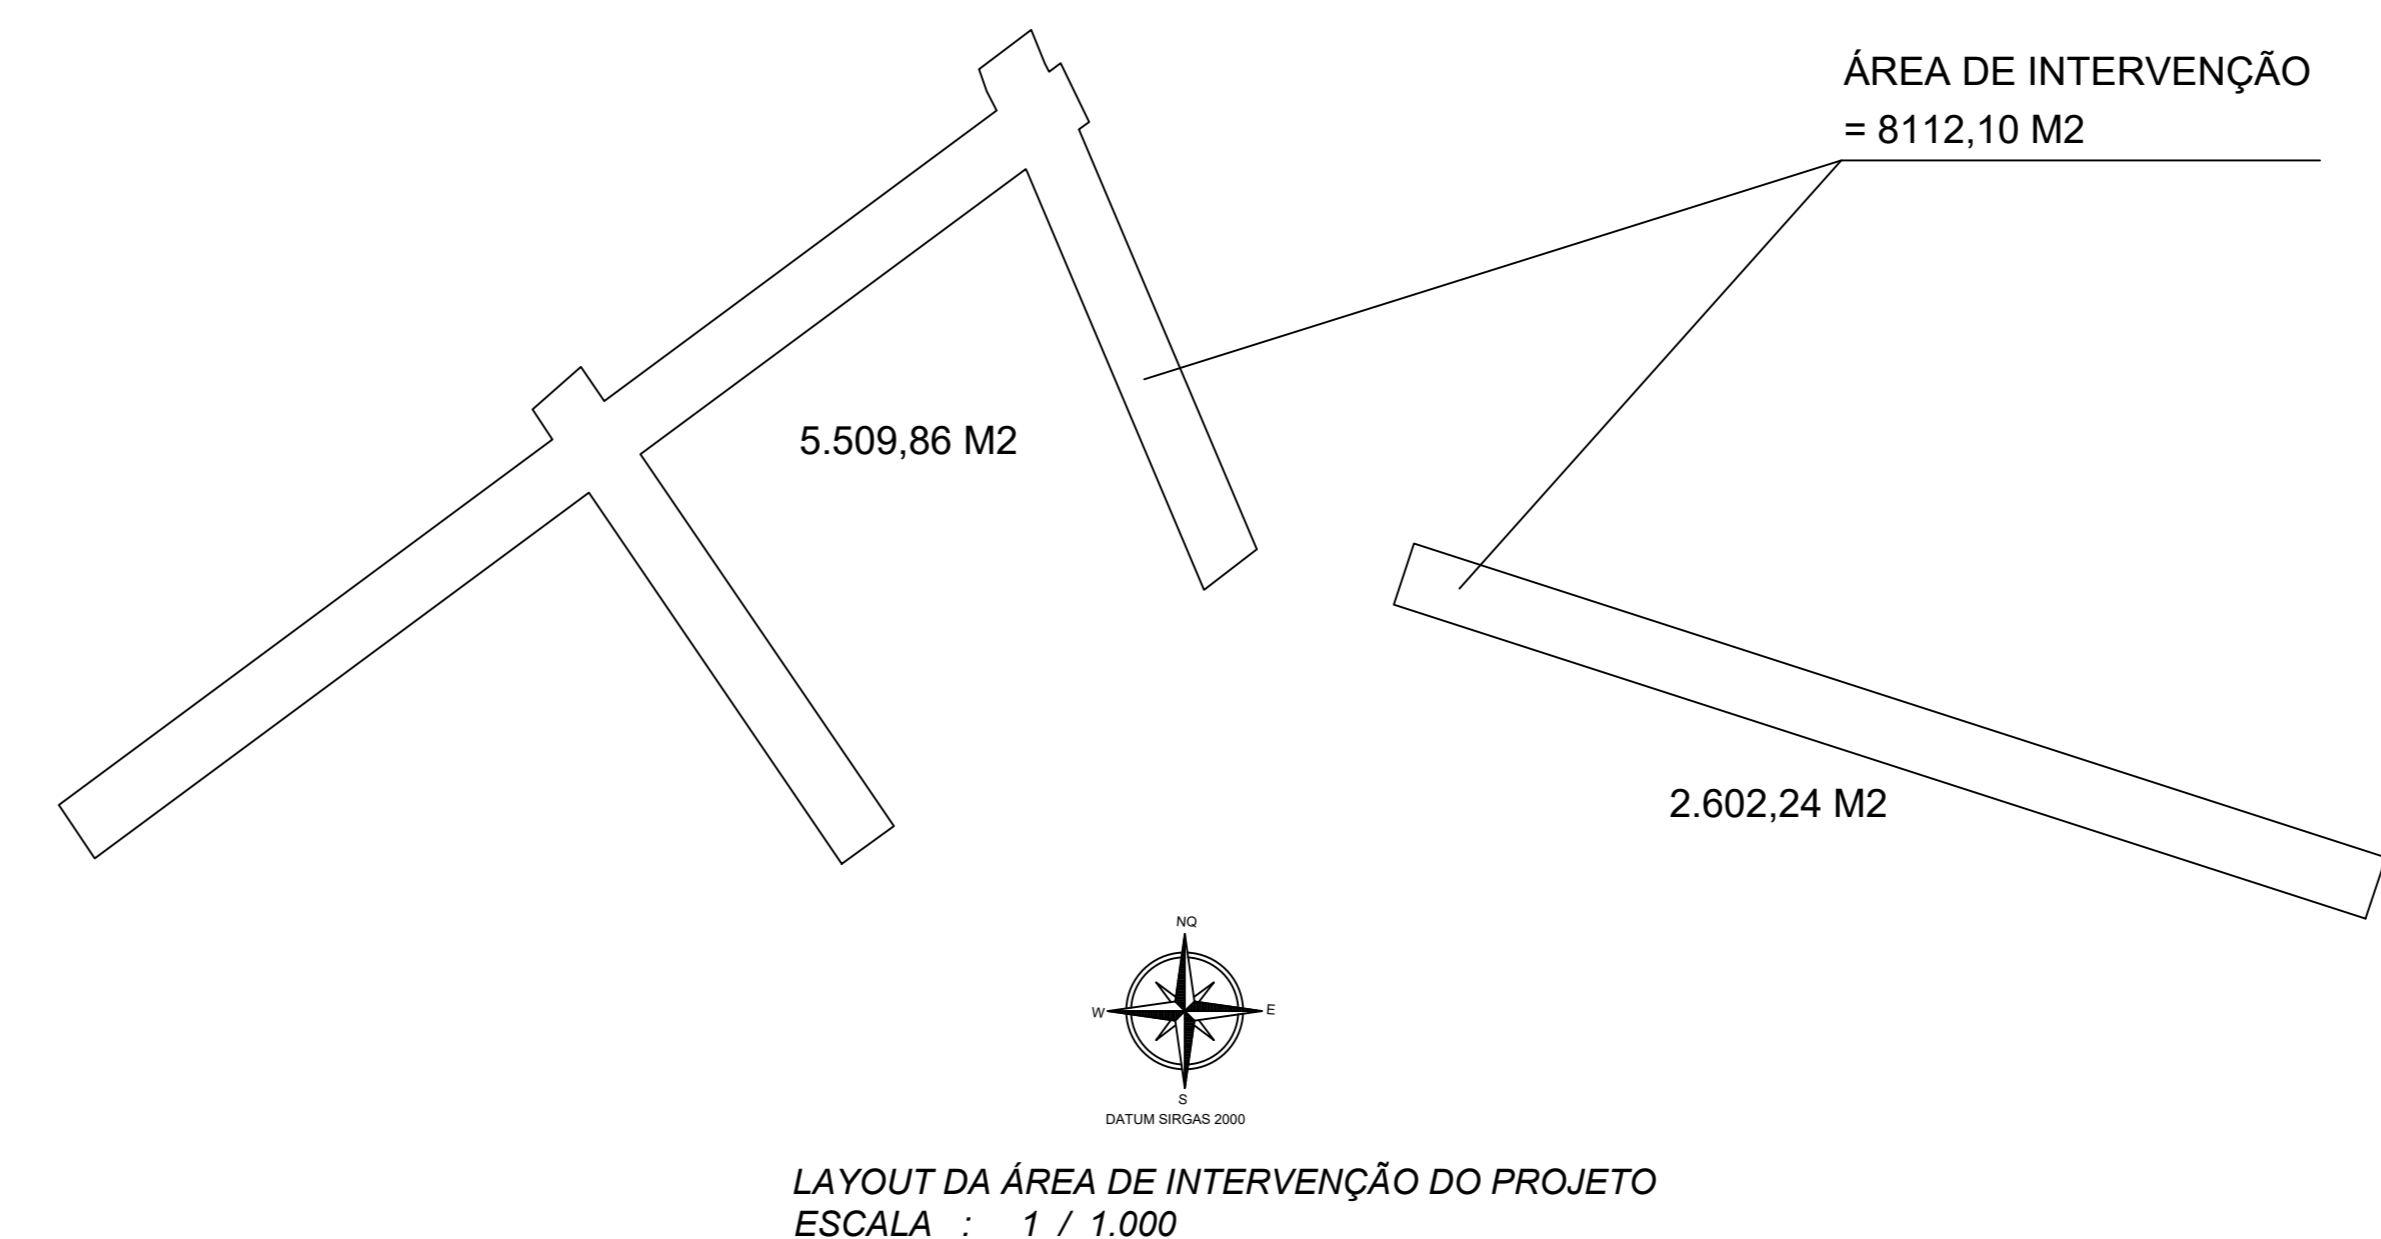 ÁREA DE INTERVENÇÃO
= 8112,10 M2
5.509,86 M2
2.602,24 M2
NQ
W
E
S
DATUM SIRGAS 2000
LAYOUT DA ÁREA DE INTERVENÇÃO DO PROJETO
ESCALA : 1 / 1.000